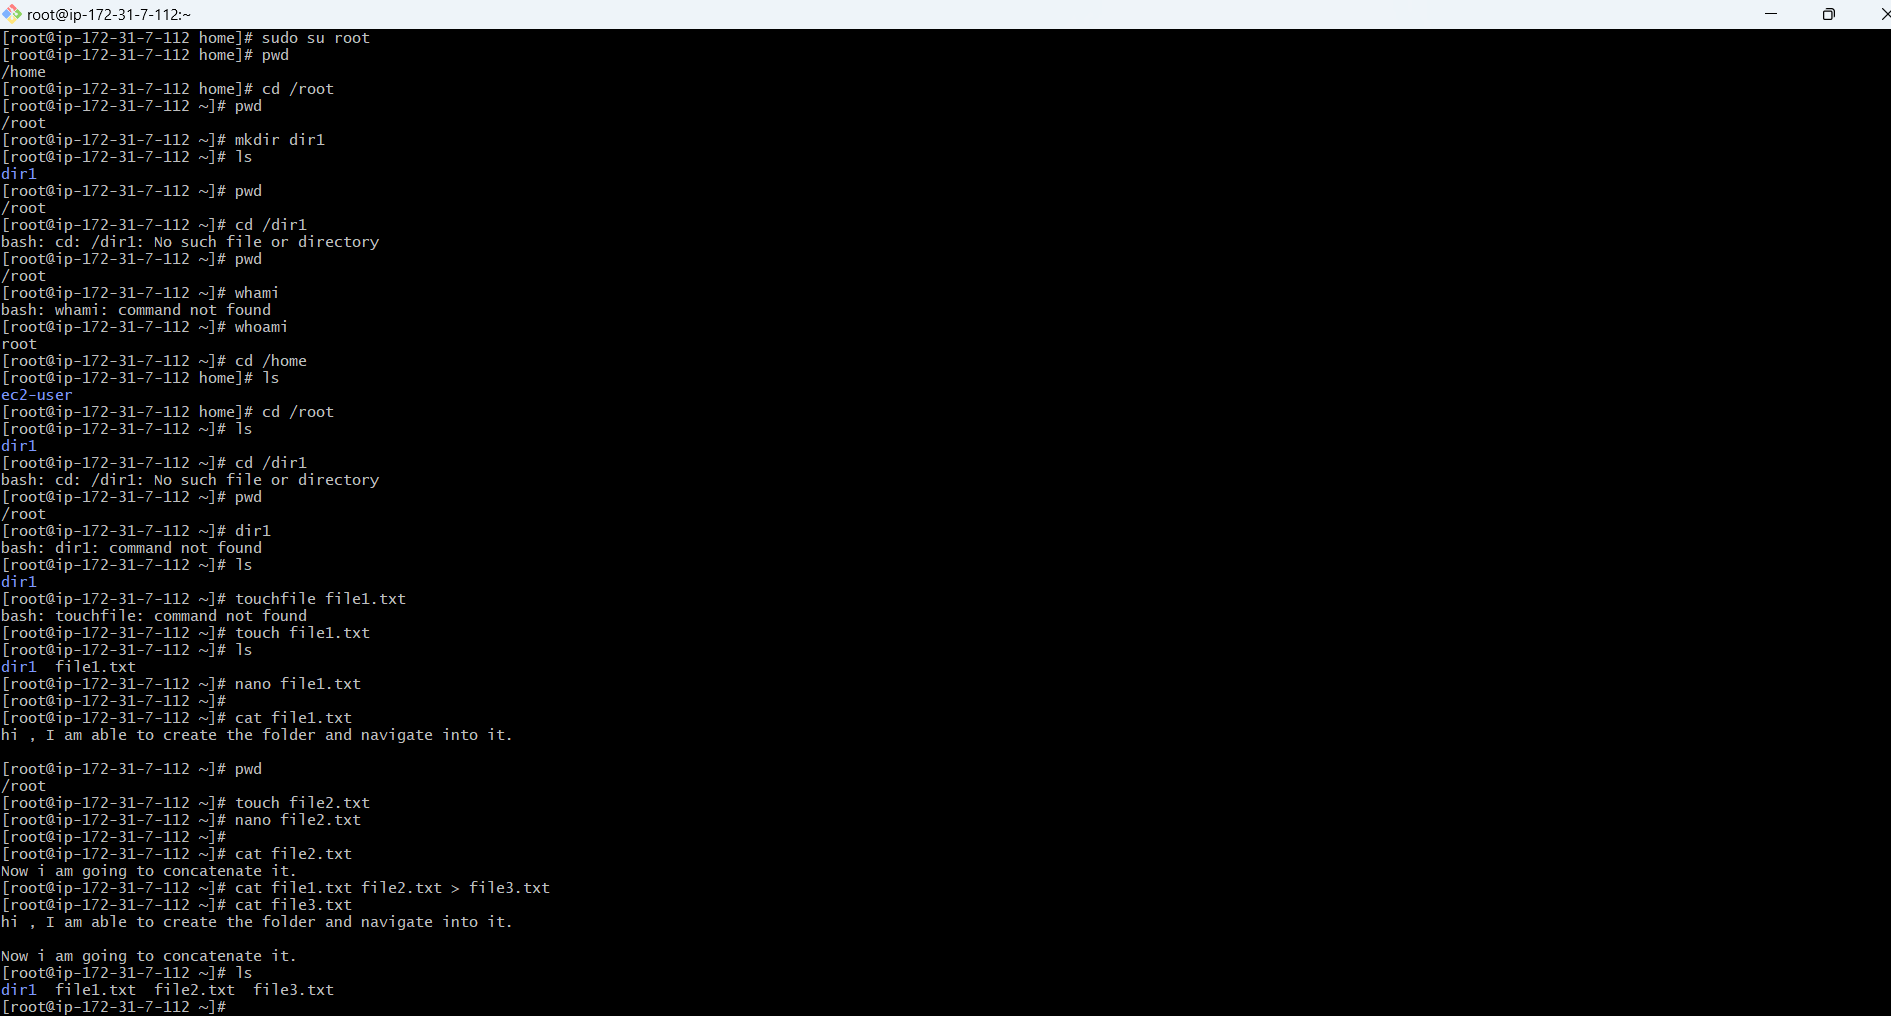 root@ip-172-31-7-112:~
[root@ip-172-31-7-112 home]# sudo su root
[root@ip-172-31-7-112 home]# pwd
/home
[root@ip-172-31-7-112 home]# cd /root
[root@ip-172-31-7-112 ~]# pwd
/root
[root@ip-172-31-7-112 ~]# mkdir dir1
[root@ip-172-31-7-112 ~]# ls
dir1
[root@ip-172-31-7-112 ~]# pwd
/root
[root@ip-172-31-7-112 ~]# cd /dir1
bash: cd: /dir1: No such file or directory
[root@ip-172-31-7-112 ~]# pwd
/root
[root@ip-172-31-7-112 ~]# whami
bash: whami: command not found
[root@ip-172-31-7-112 ~]# whoami
root
[root@ip-172-31-7-112 ~]# cd /home
[root@ip-172-31-7-112 home]# ls
ec2-user
[root@ip-172-31-7-112 home]# cd /root
[root@ip-172-31-7-112 ~]# ls
dir1
[root@ip-172-31-7-112 ~]# cd /dir1
bash: cd: /dir1: No such file or directory
[root@ip-172-31-7-112 ~]# pwd
/root
[root@ip-172-31-7-112 ~]# dir1
bash: dir1: command not found
[root@ip-172-31-7-112 ~]# ls
dir1
[root@ip-172-31-7-112 ~]# touchfile file1.txt
bash: touchfile: command not found
[root@ip-172-31-7-112 ~]# touch file1.txt
[root@ip-172-31-7-112 ~]# ls
dir1  file1.txt
[root@ip-172-31-7-112 ~]# nano file1.txt
[root@ip-172-31-7-112 ~]#
[root@ip-172-31-7-112 ~]# cat file1.txt
hi , I am able to create the folder and navigate into it.
[root@ip-172-31-7-112 ~]# pwd
/root
[root@ip-172-31-7-112 ~]# touch file2.txt
[root@ip-172-31-7-112 ~]# nano file2.txt
[root@ip-172-31-7-112 ~]#
[root@ip-172-31-7-112 ~]# cat file2.txt
Now i am going to concatenate it.
[root@ip-172-31-7-112 ~]# cat file1.txt file2.txt > file3.txt
[root@ip-172-31-7-112 ~]# cat file3.txt
hi , I am able to create the folder and navigate into it.
Now i am going to concatenate it.
[root@ip-172-31-7-112 ~]# ls
dir1  file1.txt  file2.txt  file3.txt
[root@ip-172-31-7-112 ~]#